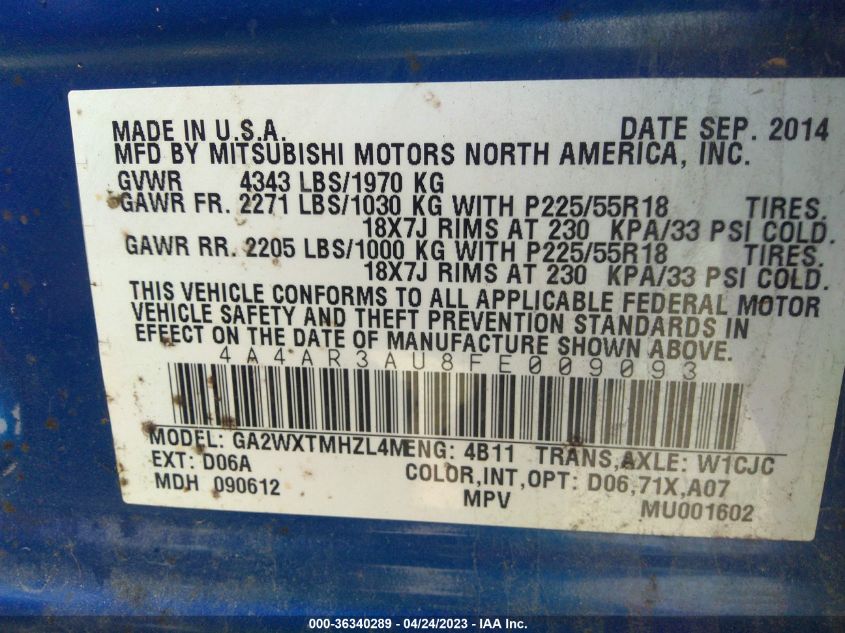 MADE IN U.S.A. DATE SEP. 2014
MFD BY MITSUBISHI MOTORS NORTH AMERICA, INC.
GVWR 4343 LBS/1970 KG
GAWR FR. 2271 LBS/1030 KG WITH P225/55R18 TIRES.
18X7J RIMS AT 230 KPA/33 PSI COLD.
GAWR RR. 2205 LBS/1000 KG WITH P225/55R18 TIRES.
18X7J RIMS AT 230 KPA/33 PSI COLD.
THIS VEHICLE CONFORMS TO ALL APPLICABLE FEDERAL MOTOR
VEHICLE SAFETY AND THEFT PREVENTION STANDARDS IN
EFFECT ON THE DATE OF MANUFACTURE SHOWN ABOVE.
4A4AR3AU8FE009093
MODEL: GA2WXTMHZL4M ENG: 4B11 TRANS,AXLE: W1CJC
EXT: D06A COLOR,INT,OPT: D06,71X,A07
MDH 090612 MPV MU001602
000-36340289 - 04/24/2023 - IAA Inc.